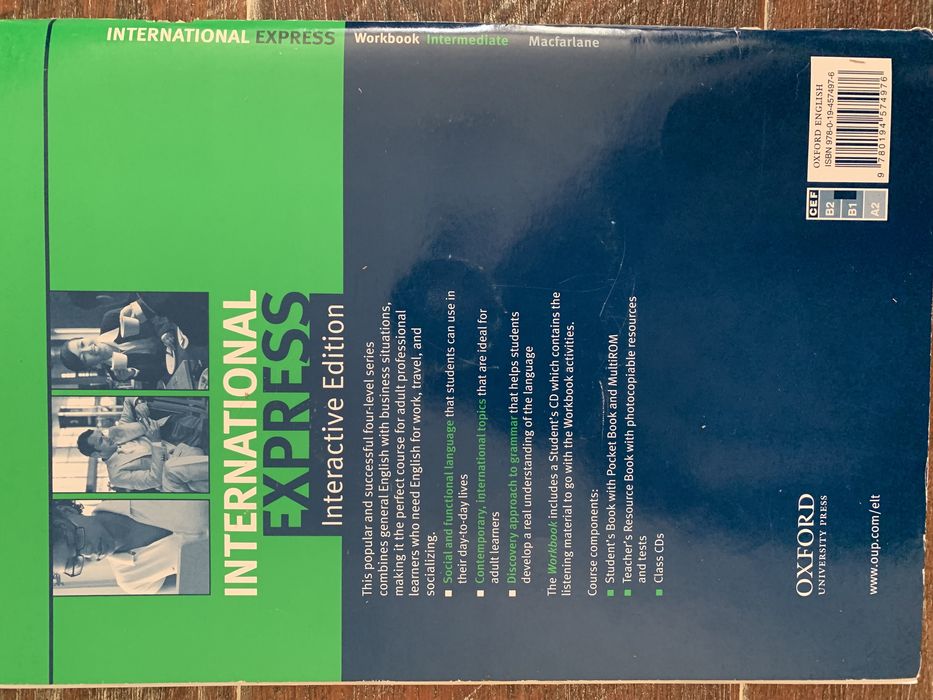 INTERNATIONAL EXPRESS Workbook Intermediate Macfarlane
INTERNATIONAL
EXPRESS
Interactive Edition
This popular and successful four-level series
combines general English with business situations,
making it the perfect course for adult professional
learners who need English for work, travel, and
socializing.
■ Social and functional language that students can use in
their day-to-day lives
■ Contemporary, international topics that are ideal for
adult learners
■ Discovery approach to grammar that helps students
develop a real understanding of the language
The Workbook includes a Student's CD which contains the
listening material to go with the Workbook activities.
Course components:
■ Student's Book with Pocket Book and MultiROM
■ Teacher's Resource Book with photocopiable resources
and tests
■ Class CDs
OXFORD
UNIVERSITY PRESS
www.oup.com/elt
CEF
B2
B1
A2
OXFORD ENGLISH
ISBN 978-0-19-457497-6
9 780194 574976